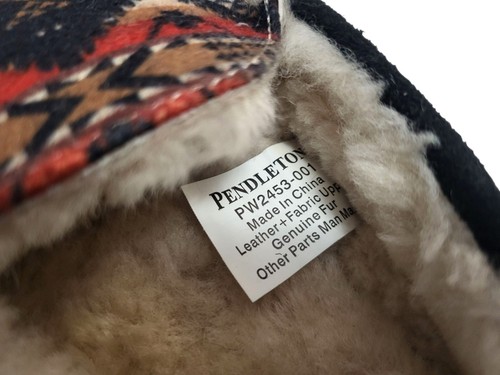 PENDLETON
PW2453-001
Made In China
Leather+Fabric Upp
Genuine Fur
Other Parts Man Ma